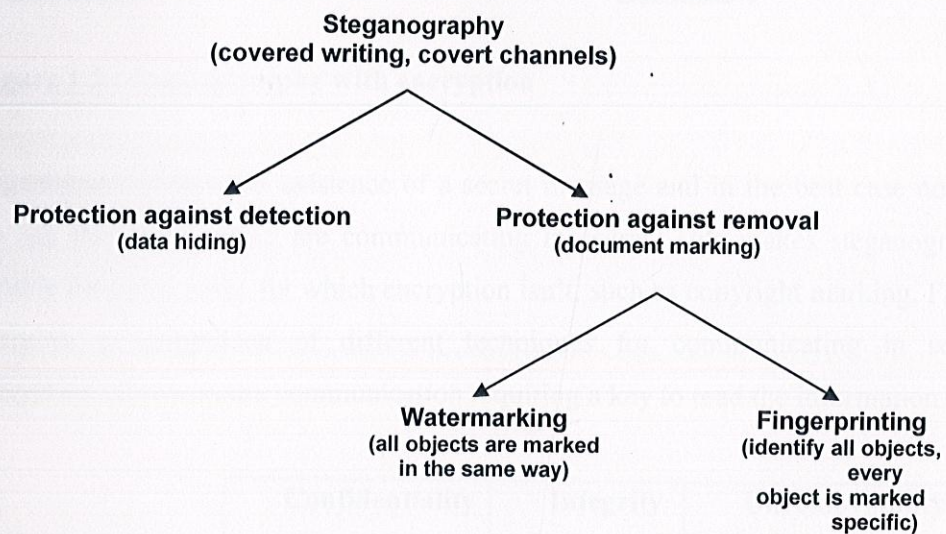 Steganography
(covered writing, covert channels)
Protection against detection
(data hiding)
Protection against removal
(document marking)
Watermarking
(all objects are marked
in the same way)
Fingerprinting
(identify all objects,
every
object is marked
specific)